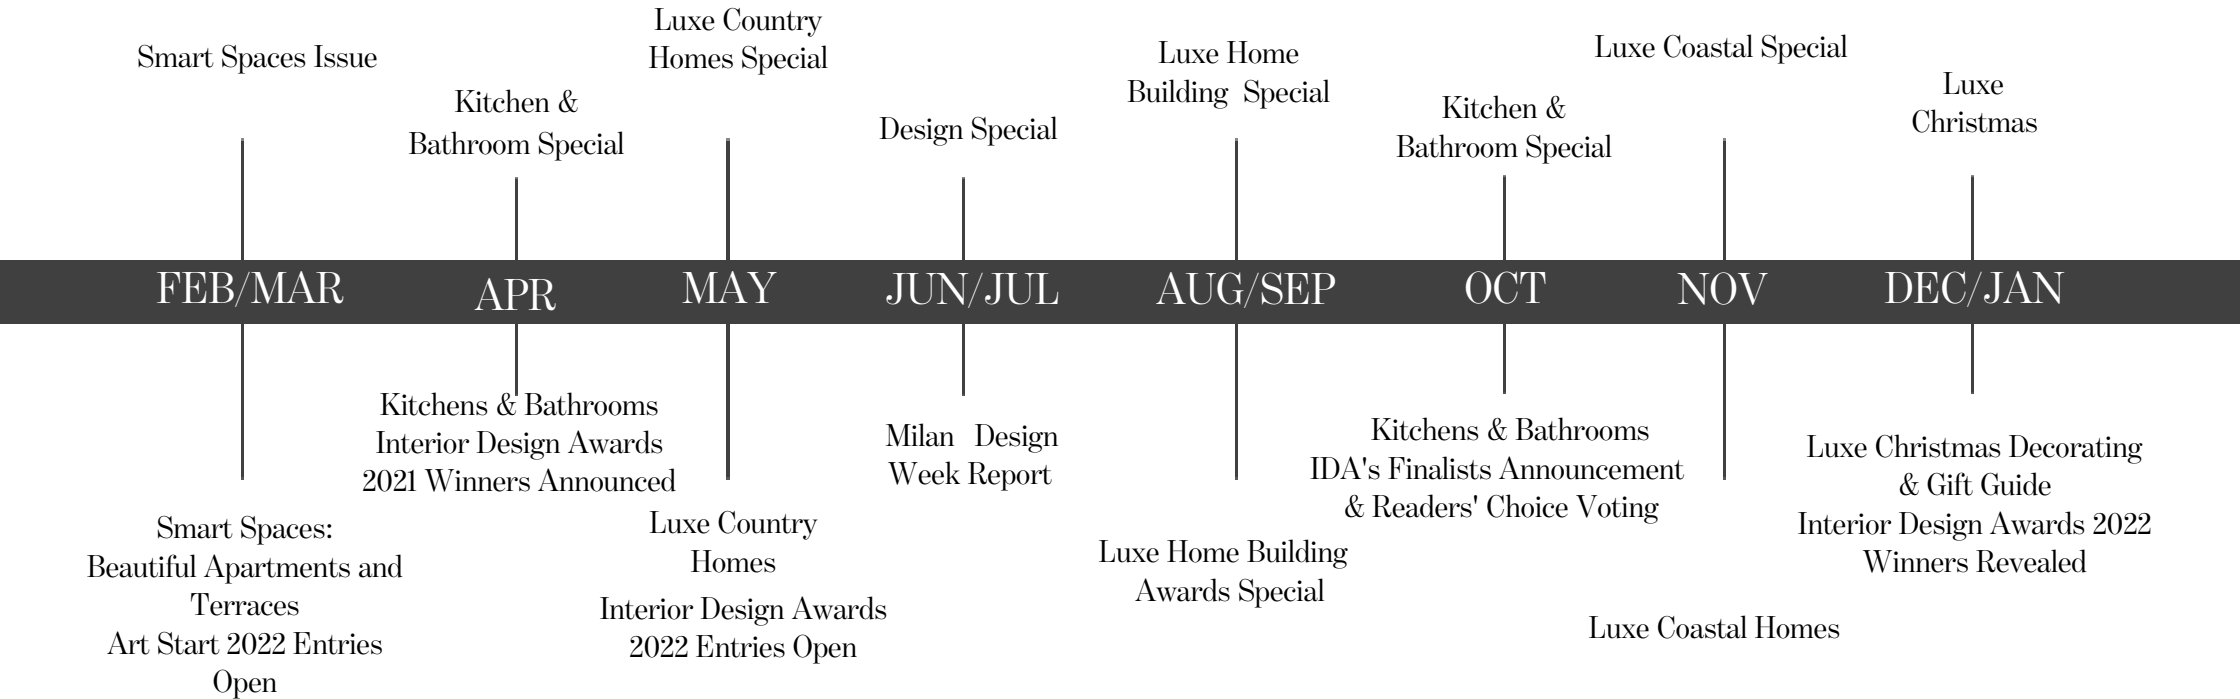 Smart Spaces Issue
Kitchen &
Bathroom Special
Luxe Country
Homes Special
Design Special
Luxe Home
Building Special
Kitchen &
Bathroom Special
Luxe Coastal Special
Luxe
Christmas
FEB/MAR
APR
MAY
JUN/JUL
AUG/SEP
OCT
NOV
DEC/JAN
Smart Spaces:
Beautiful Apartments and
Terraces
Art Start 2022 Entries
Open
Kitchens & Bathrooms
Interior Design Awards
2021 Winners Announced
Luxe Country
Homes
Interior Design Awards
2022 Entries Open
Milan Design
Week Report
Luxe Home Building
Awards Special
Kitchens & Bathrooms
IDA's Finalists Announcement
& Readers' Choice Voting
Luxe Coastal Homes
Luxe Christmas Decorating
& Gift Guide
Interior Design Awards 2022
Winners Revealed